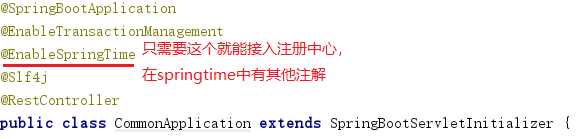 @SpringBootApplication
@EnableTransactionManagement
@EnableSpringTime 只需要这个就能接入注册中心，
@Slf4j 在springtime中有其他注解
@RestController
public class CommonApplication extends SpringBootServletInitializer {